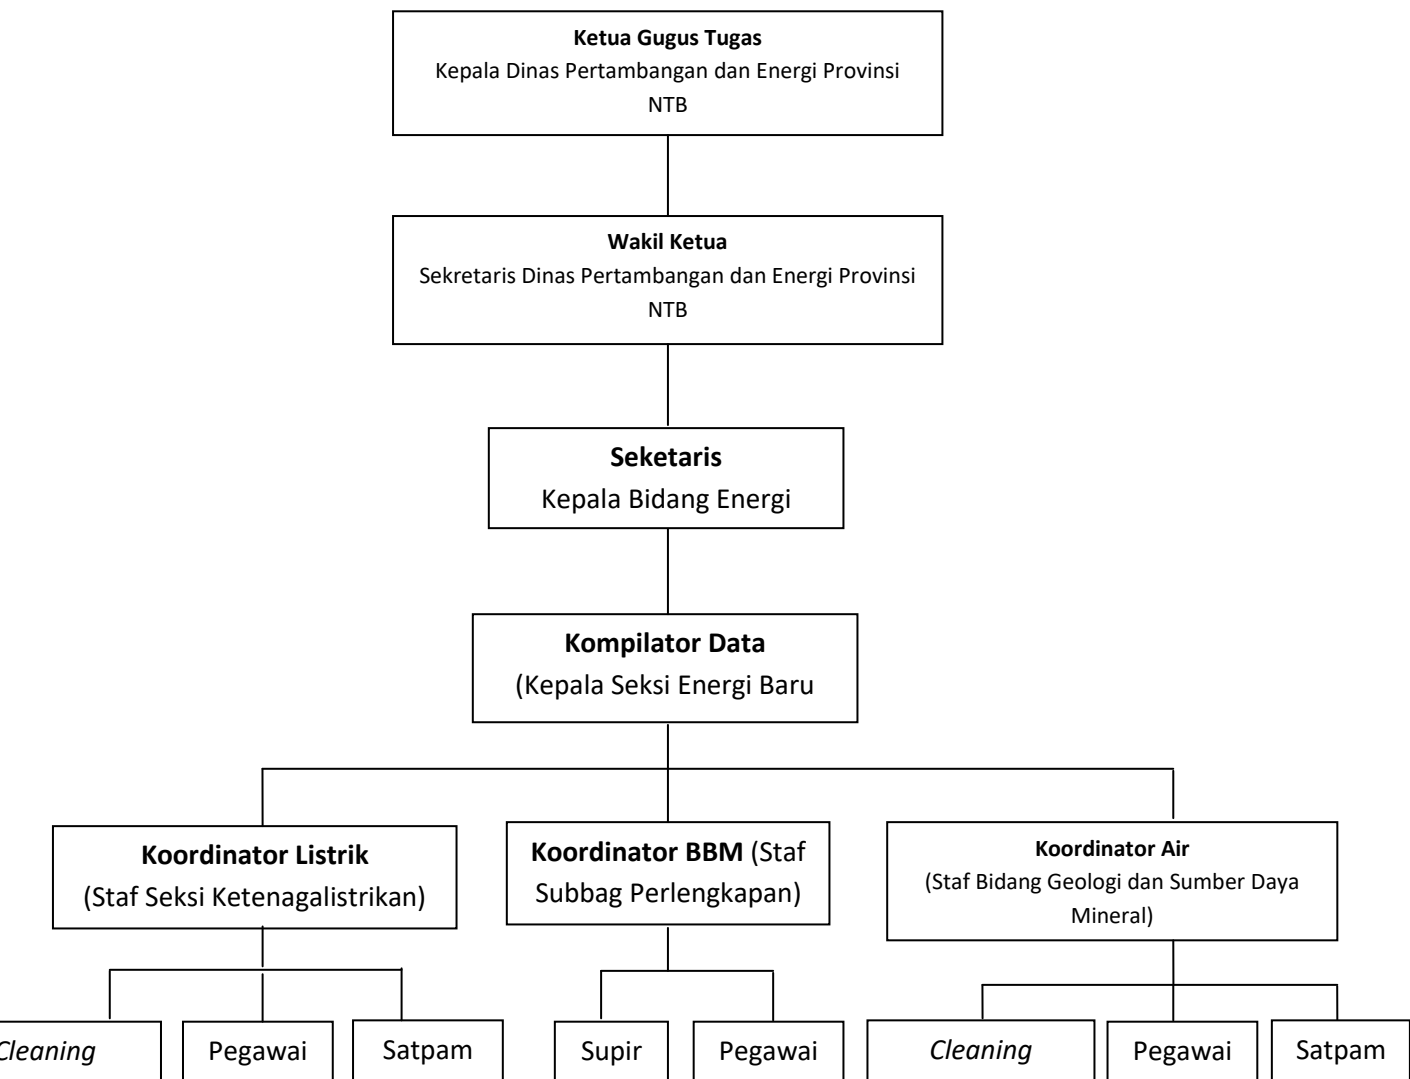 Ketua Gugus Tugas
Kepala Dinas Pertambangan dan Energi Provinsi
NTB
Wakil Ketua
Sekretaris Dinas Pertambangan dan Energi Provinsi
NTB
Seketaris
Kepala Bidang Energi
Kompilator Data
(Kepala Seksi Energi Baru
Koordinator Listrik
(Staf Seksi Ketenagalistrikan)
Koordinator BBM (Staf
Subbag Perlengkapan)
Koordinator Air
(Staf Bidang Geologi dan Sumber Daya
Mineral)
Cleaning
Pegawai
Satpam
Supir
Pegawai
Cleaning
Pegawai
Satpam